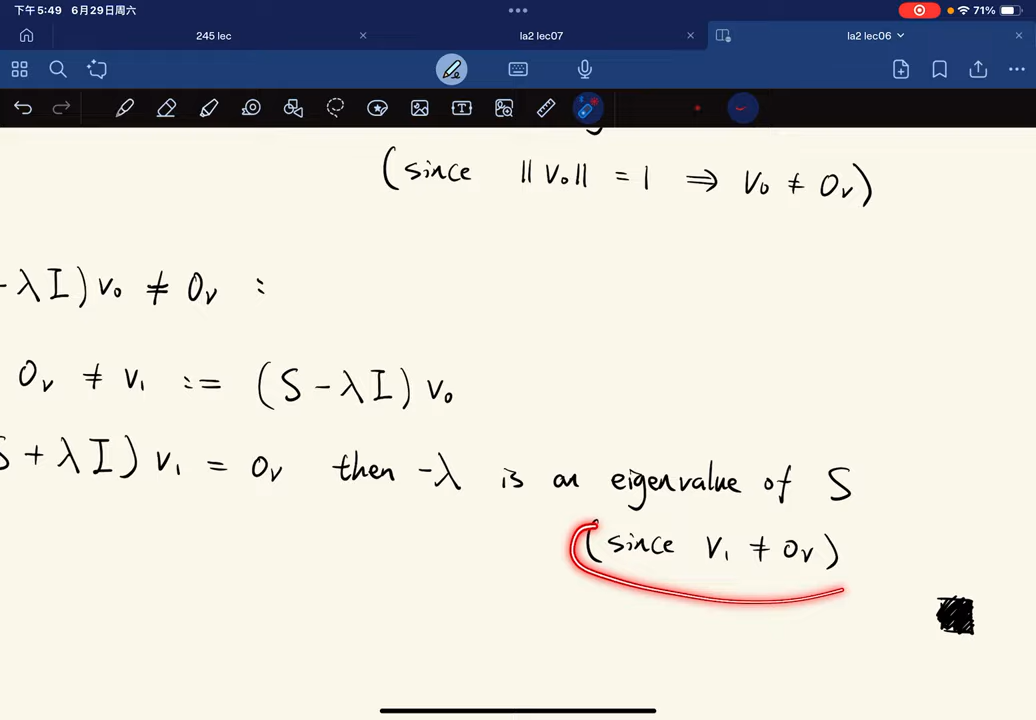 下午5:49 6月29日周六
71%
245 lec
la2 lec07
la2 lec06
(since || v₀ || = 1 ⇒ v₀ ≠ 0ᵥ)
-λI) v₀ ≠ 0ᵥ :
0ᵥ ≠ v₁ := (S - λI) v₀
S + λI) v₁ = 0ᵥ then -λ is an eigenvalue of S
(since v₁ ≠ 0ᵥ)